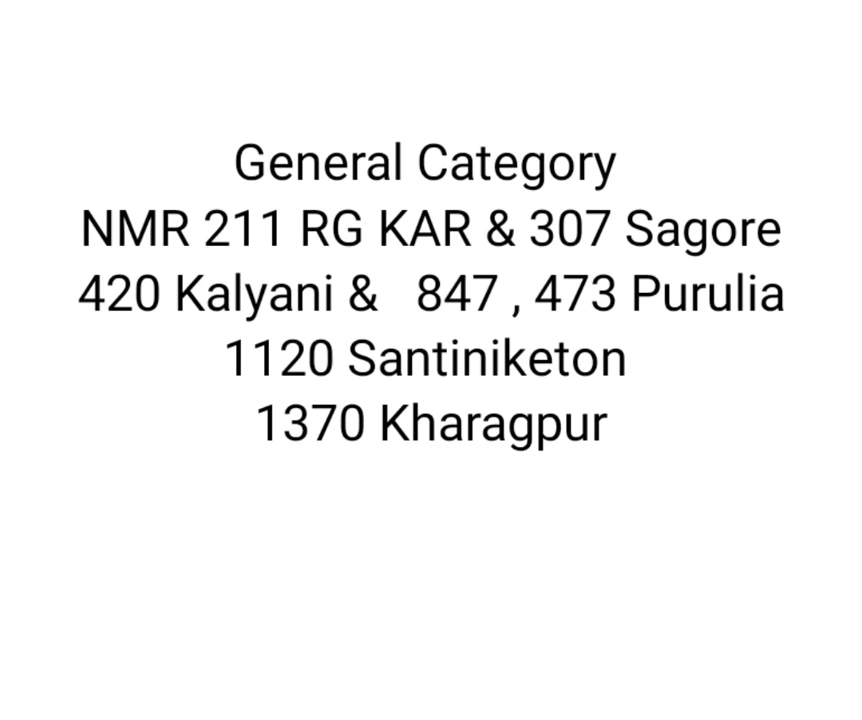 General Category
NMR 211 RG KAR & 307 Sagore
420 Kalyani &   847 , 473 Purulia
1120 Santiniketon
1370 Kharagpur